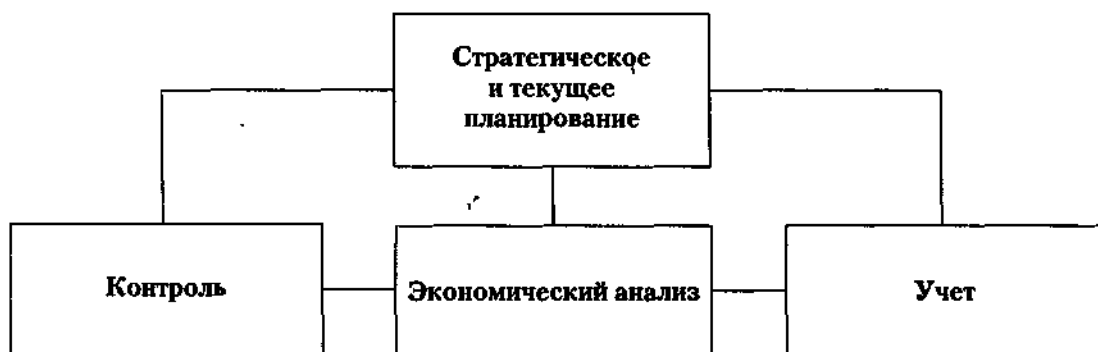 Стратегическое
и текущее
планирование
Контроль
Экономический анализ
Учет